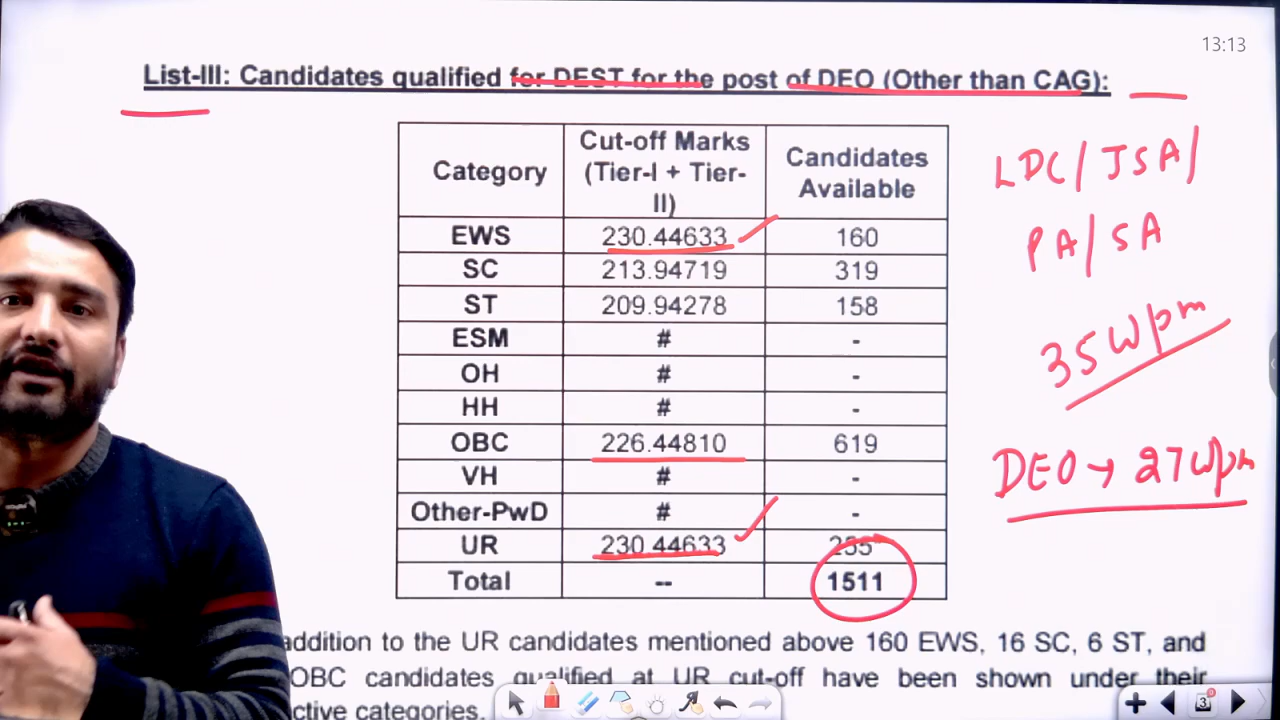 13:13
List-III: Candidates qualified for DEST for the post of DEO (Other than CAG):
Category Cut-off Marks (Tier-I + Tier-II) Candidates Available
EWS 230.44633 160
SC 213.94719 319
ST 209.94278 158
ESM # -
OH # -
HH # -
OBC 226.44810 619
VH # -
Other-PwD # -
UR 230.44633 255
Total -- 1511
addition to the UR candidates mentioned above 160 EWS, 16 SC, 6 ST, and
OBC candidates qualified at UR cut-off have been shown under their
categories.
LDC/JSA/
PA/SA
35 wpm
DEO → 27 wpm
3